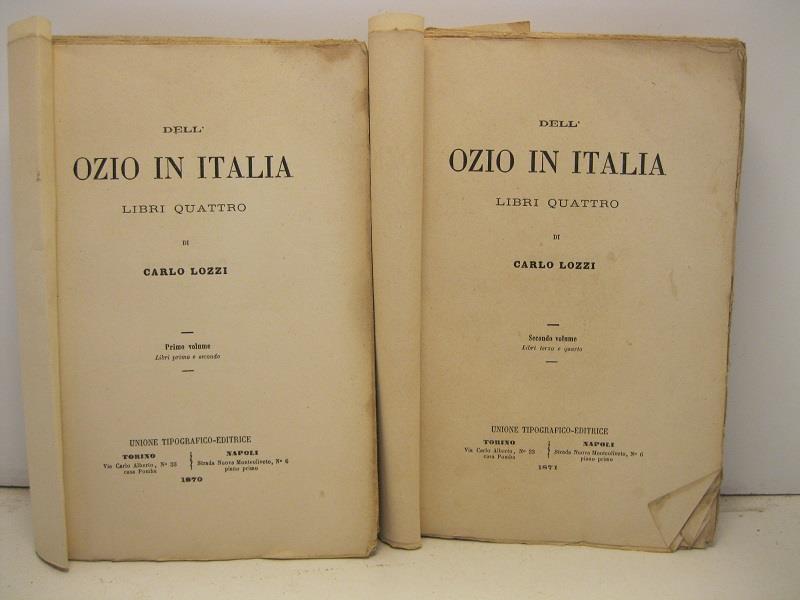 DELL'
OZIO IN ITALIA
LIBRI QUATTRO
DI
CARLO LOZZI
Primo volume
Libri primo e secondo
UNIONE TIPOGRAFICO-EDITRICE
TORINO
Via Carlo Alberto, N° 33
casa Pomba
NAPOLI
Strada Nuova Monteoliveto, N° 6
piano primo
1870
DELL'
OZIO IN ITALIA
LIBRI QUATTRO
DI
CARLO LOZZI
Secondo volume
Libri terzo e quarto
UNIONE TIPOGRAFICO-EDITRICE
TORINO
Via Carlo Alberto, N° 33
casa Pomba
NAPOLI
Strada Nuova Monteoliveto, N° 6
piano primo
1871